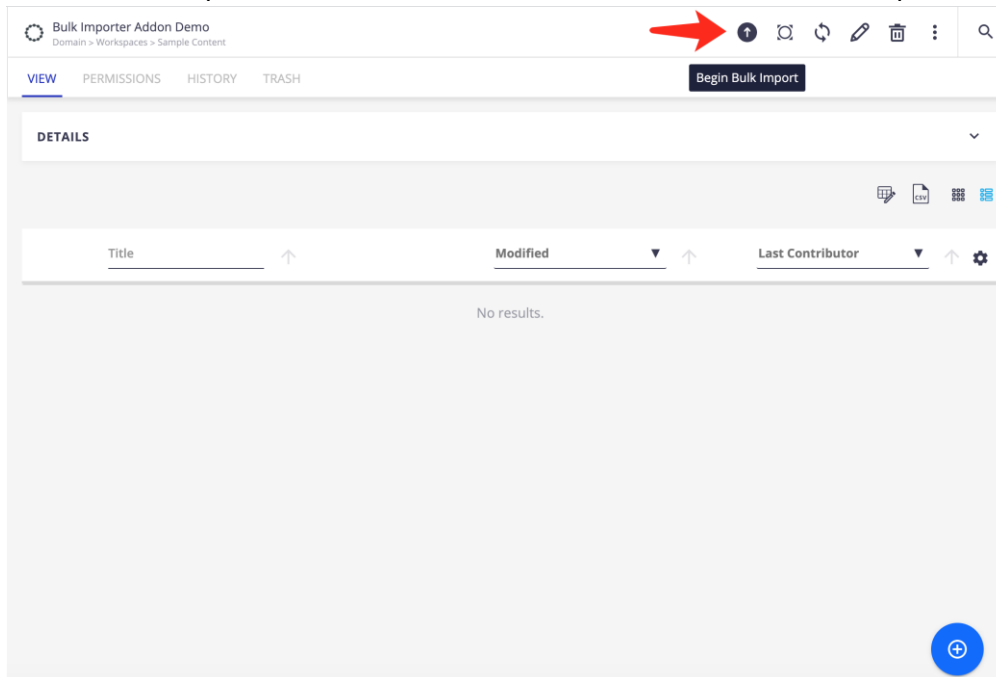 Bulk Importer Addon Demo
Domain > Workspaces > Sample Content
VIEW PERMISSIONS HISTORY TRASH
Begin Bulk Import
DETAILS
CSV
Title Modified Last Contributor
No results.